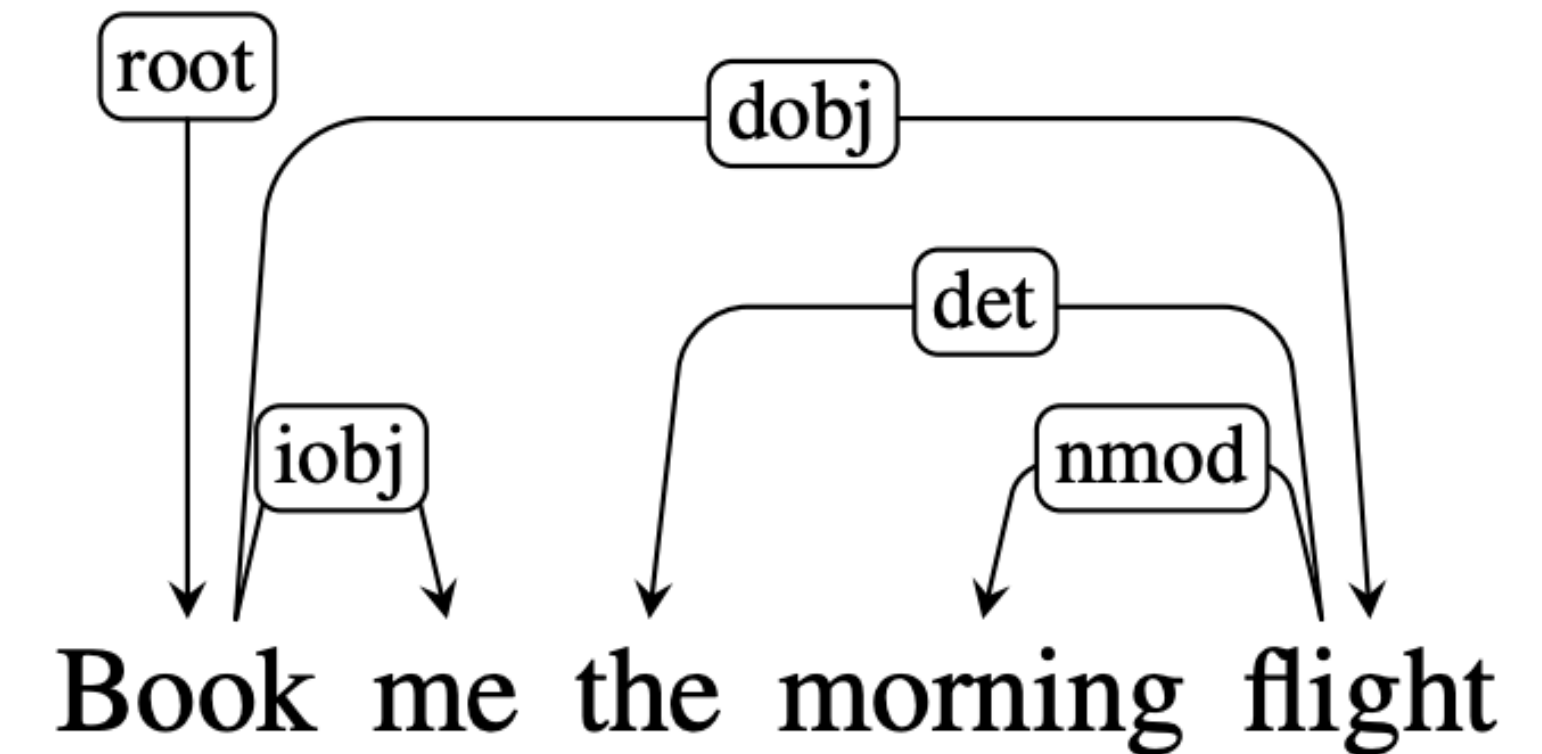 root
dobj
det
iobj
nmod
Book me the morning flight